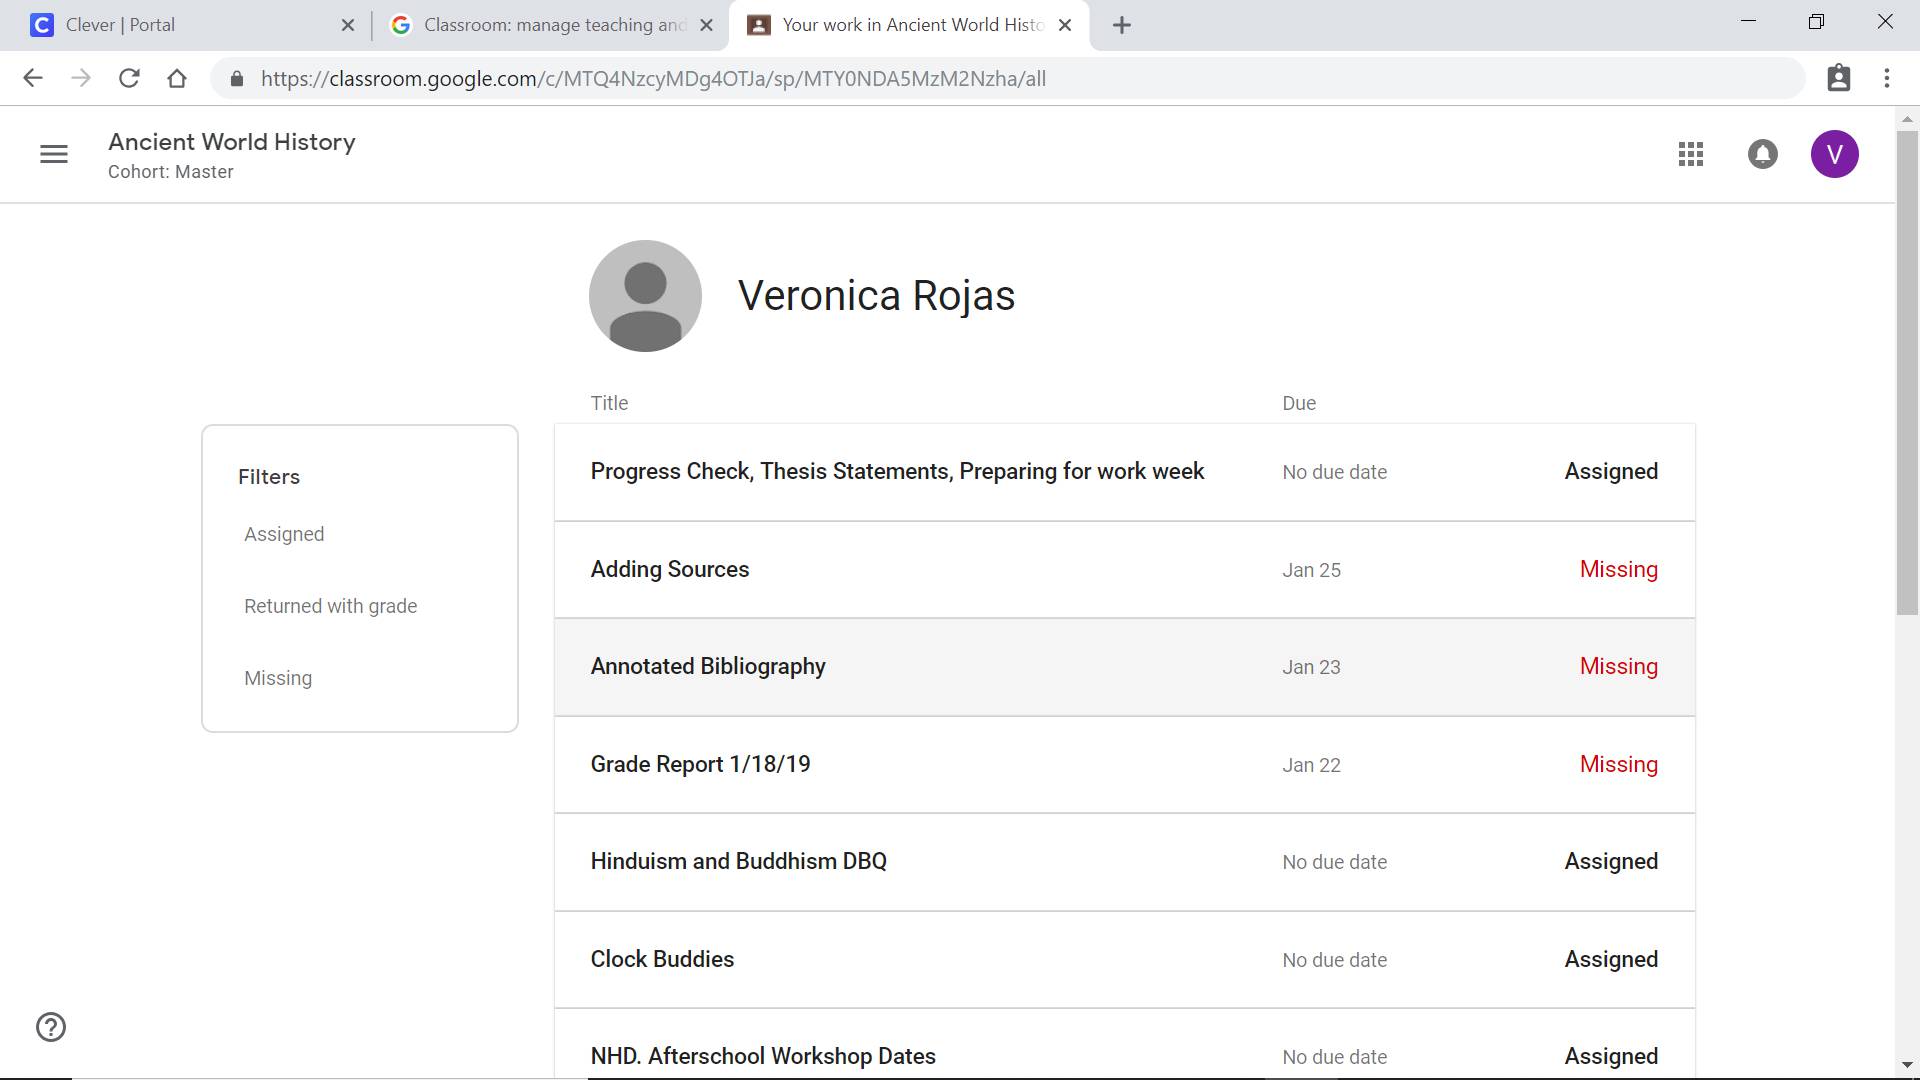 Clever | Portal
Classroom: manage teaching and
Your work in Ancient World Histo
https://classroom.google.com/c/MTQ4NzcyMDg4OTJa/sp/MTY0NDA5MzM2Nzha/all
Ancient World History
Cohort: Master
V
Veronica Rojas
Title Due
Filters
Assigned
Returned with grade
Missing
Progress Check, Thesis Statements, Preparing for work week No due date Assigned
Adding Sources Jan 25 Missing
Annotated Bibliography Jan 23 Missing
Grade Report 1/18/19 Jan 22 Missing
Hinduism and Buddhism DBQ No due date Assigned
Clock Buddies No due date Assigned
NHD. Afterschool Workshop Dates No due date Assigned